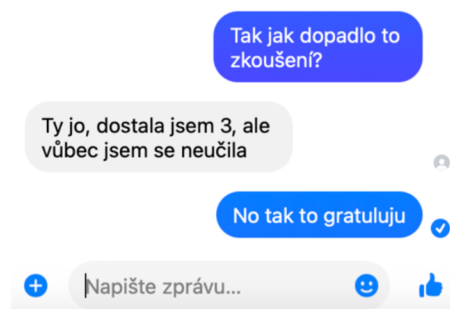 Tak jak dopadlo to
zkoušení?
Ty jo, dostala jsem 3, ale
vůbec jsem se neučila
No tak to gratuluju
Napište zprávu...